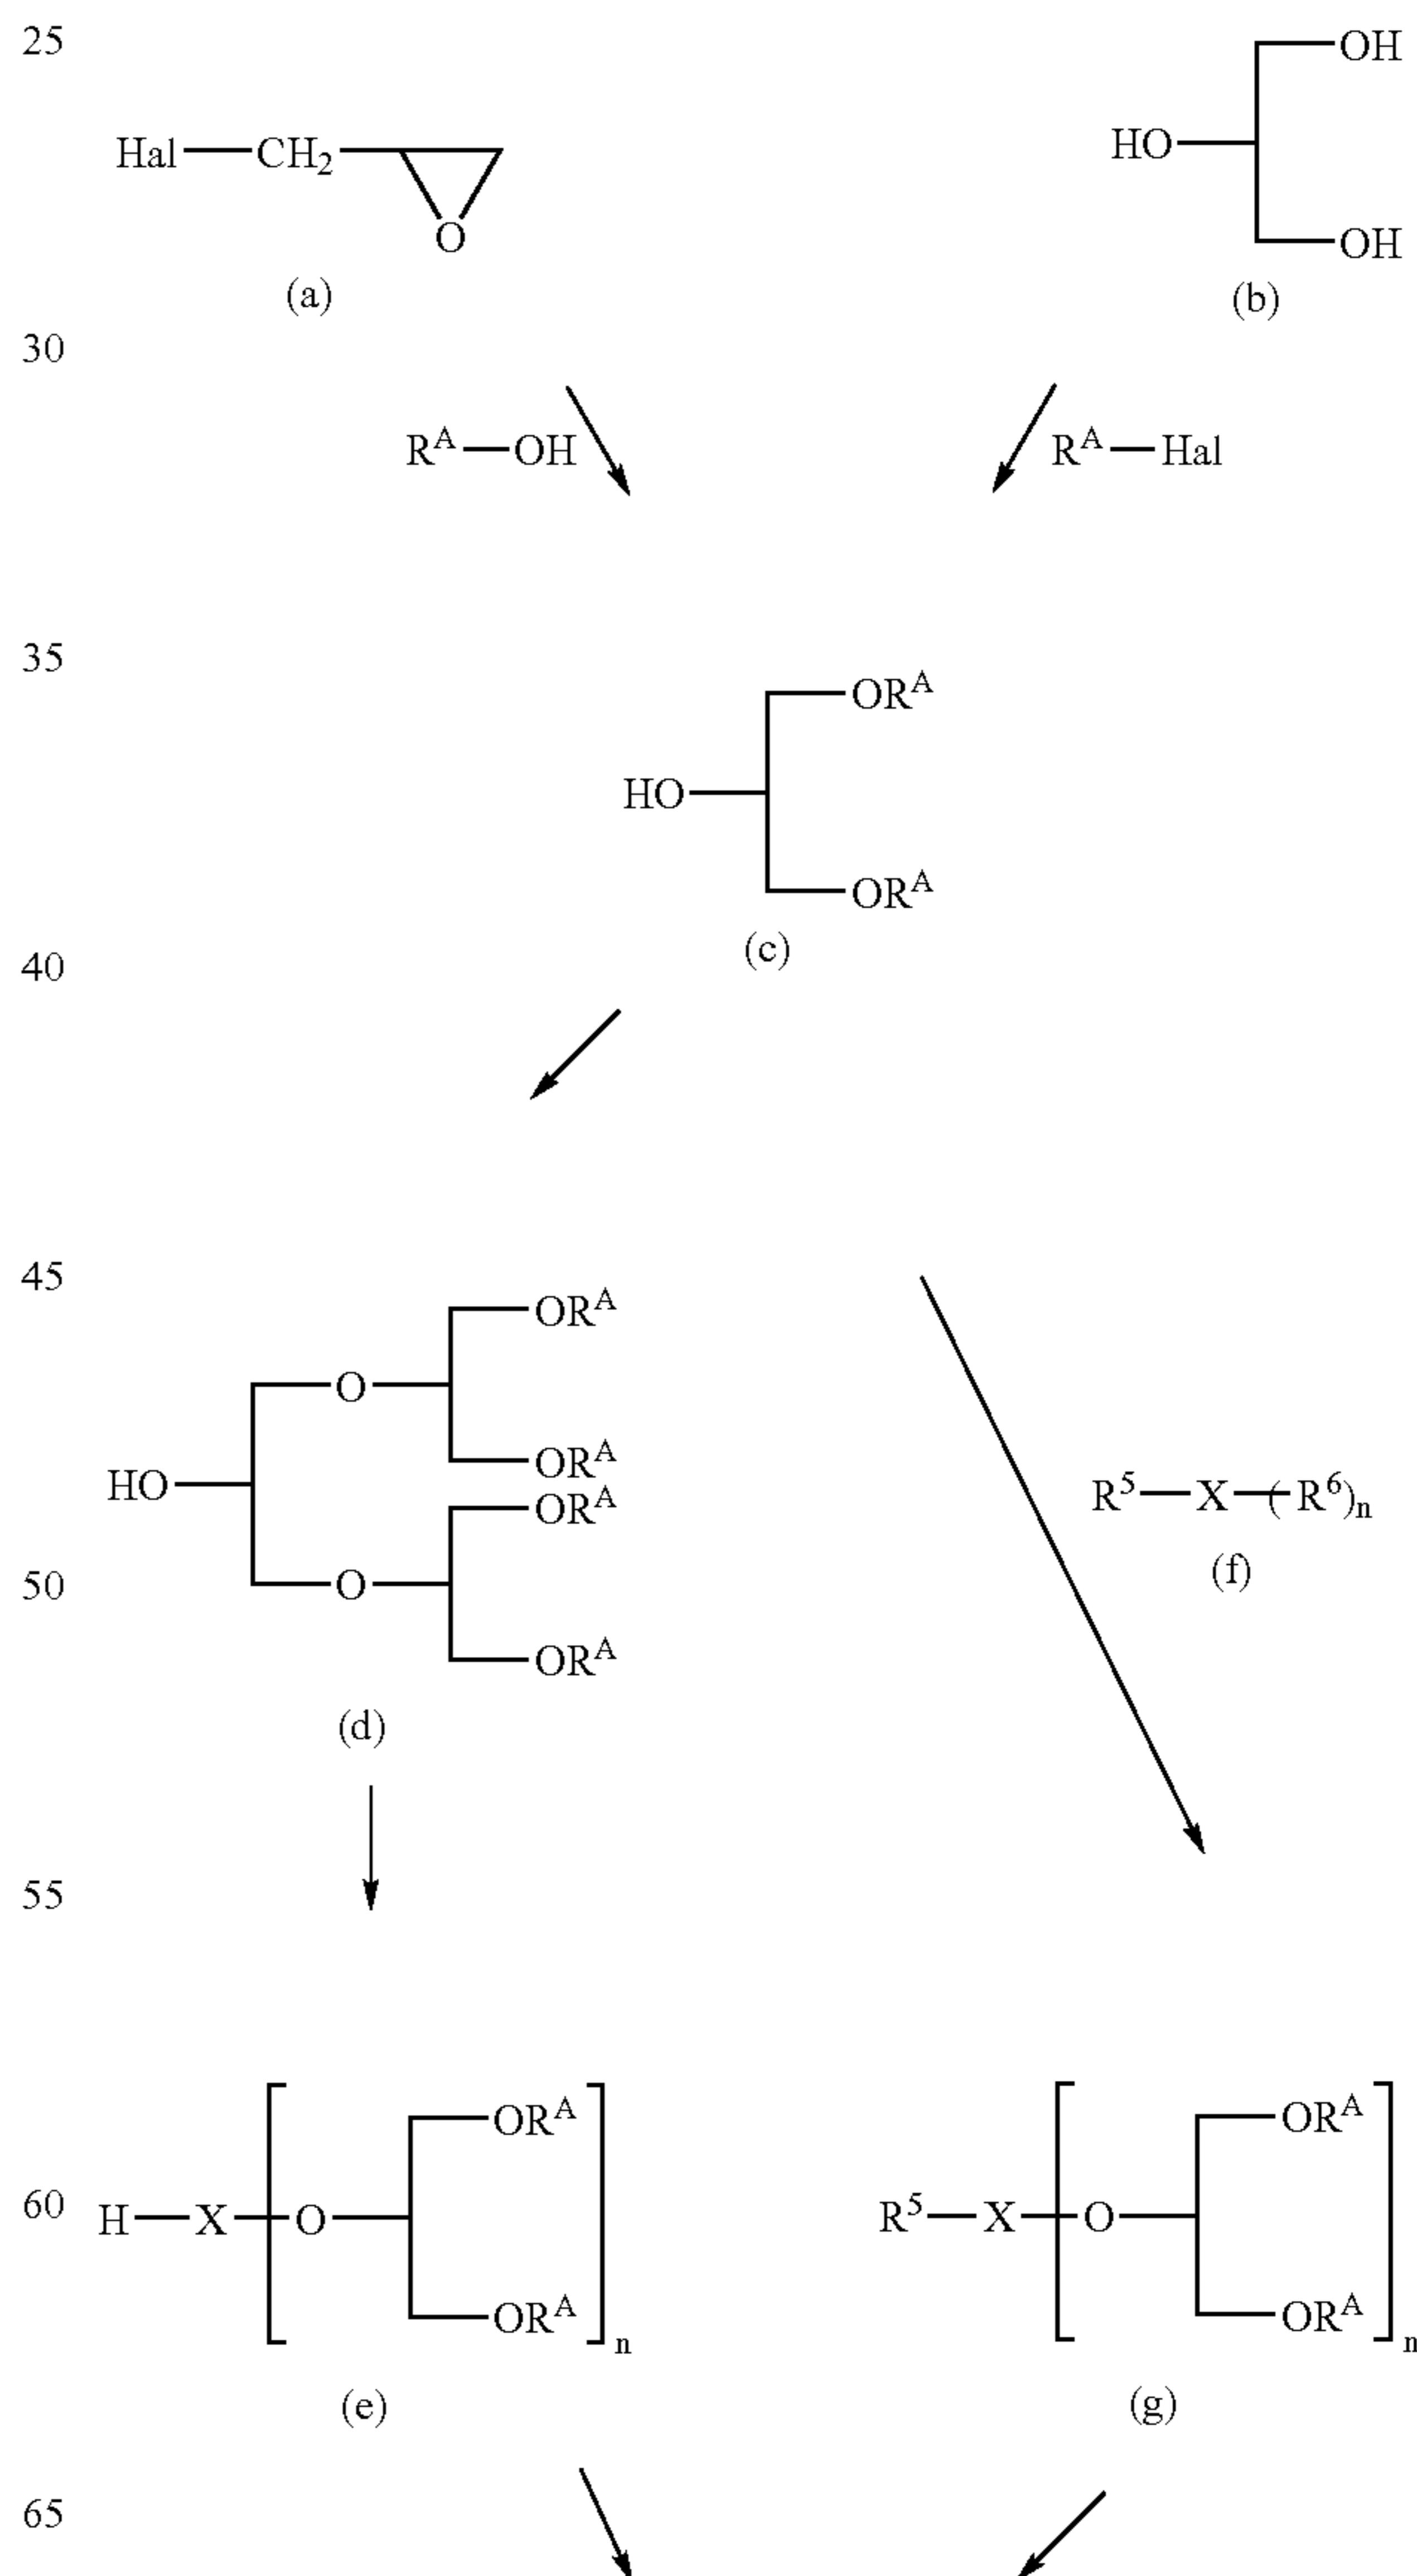 25
OH
HO
Hal—CH₂
O
OH
(a)
(b)
30
Rᴬ—OH
Rᴬ—Hal
35
ORᴬ
HO
ORᴬ
(c)
40
45
ORᴬ
O
ORᴬ
HO
ORᴬ
R⁵—X—(R⁶)ₙ
O
50
(f)
ORᴬ
(d)
55
ORᴬ
ORᴬ
60
H—X—[O
R⁵—X—[O
ORᴬ
ORᴬ
]ₙ
]ₙ
(e)
(g)
65